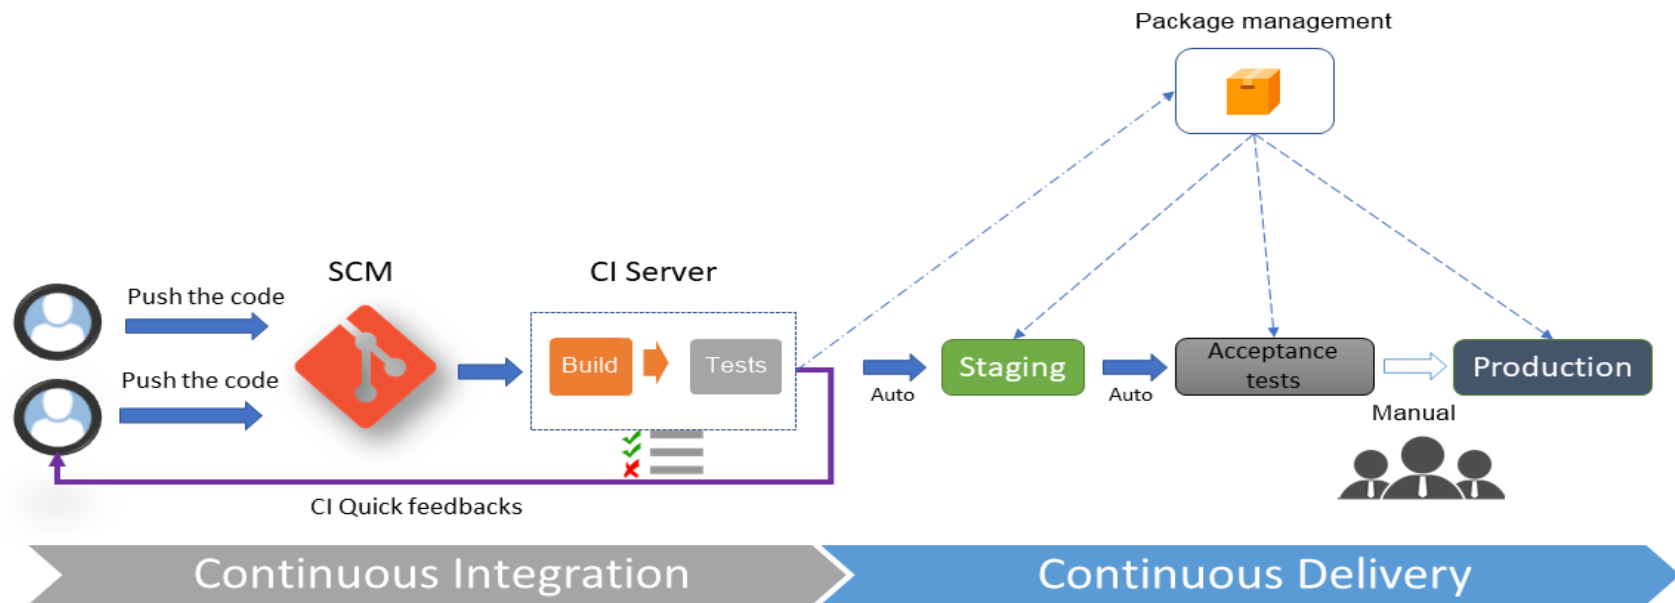 Package management
SCM
CI Server
Push the code
Build
Tests
Push the code
Auto
Staging
Auto
Acceptance
tests
Production
Manual
CI Quick feedbacks
Continuous Integration
Continuous Delivery